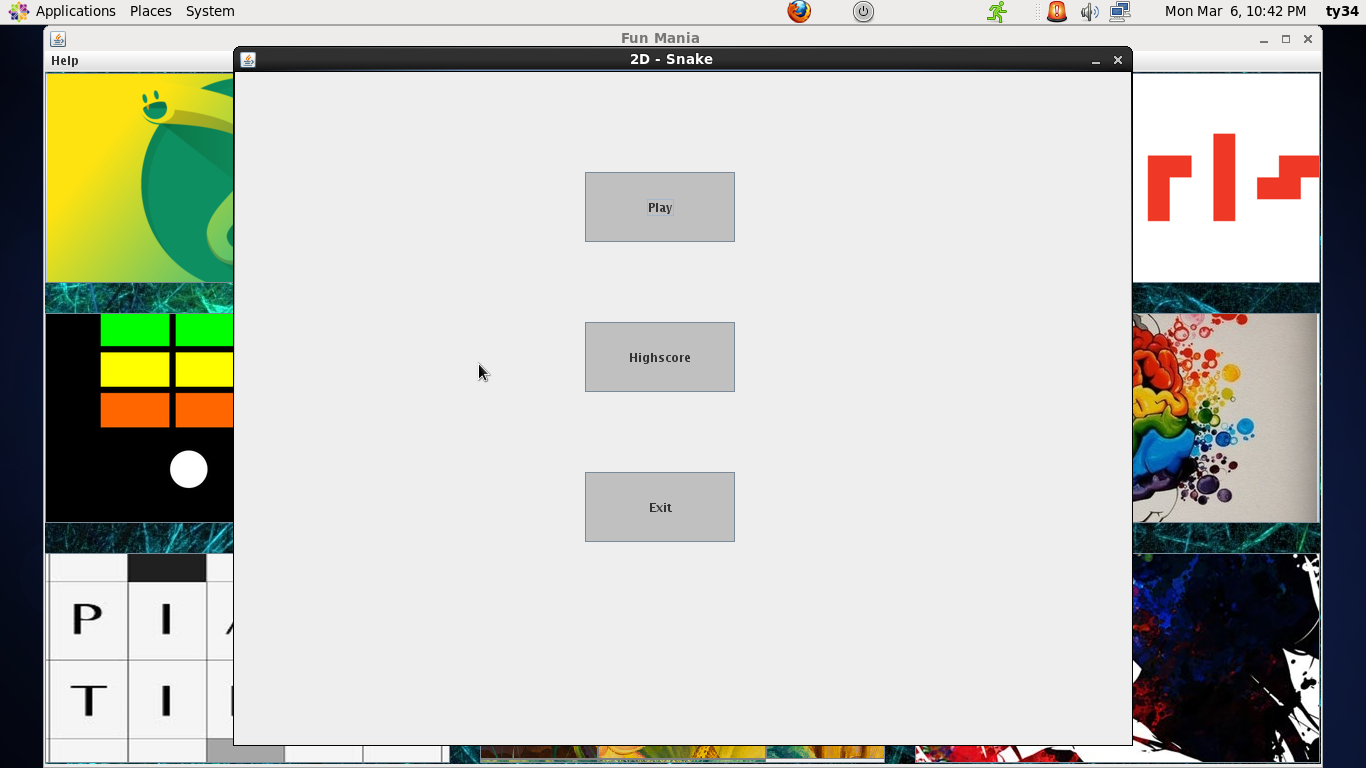 Applications Places System Mon Mar 6, 10:42 PM ty34
Fun Mania
Help
2D - Snake
Play
Highscore
Exit
P I
T I